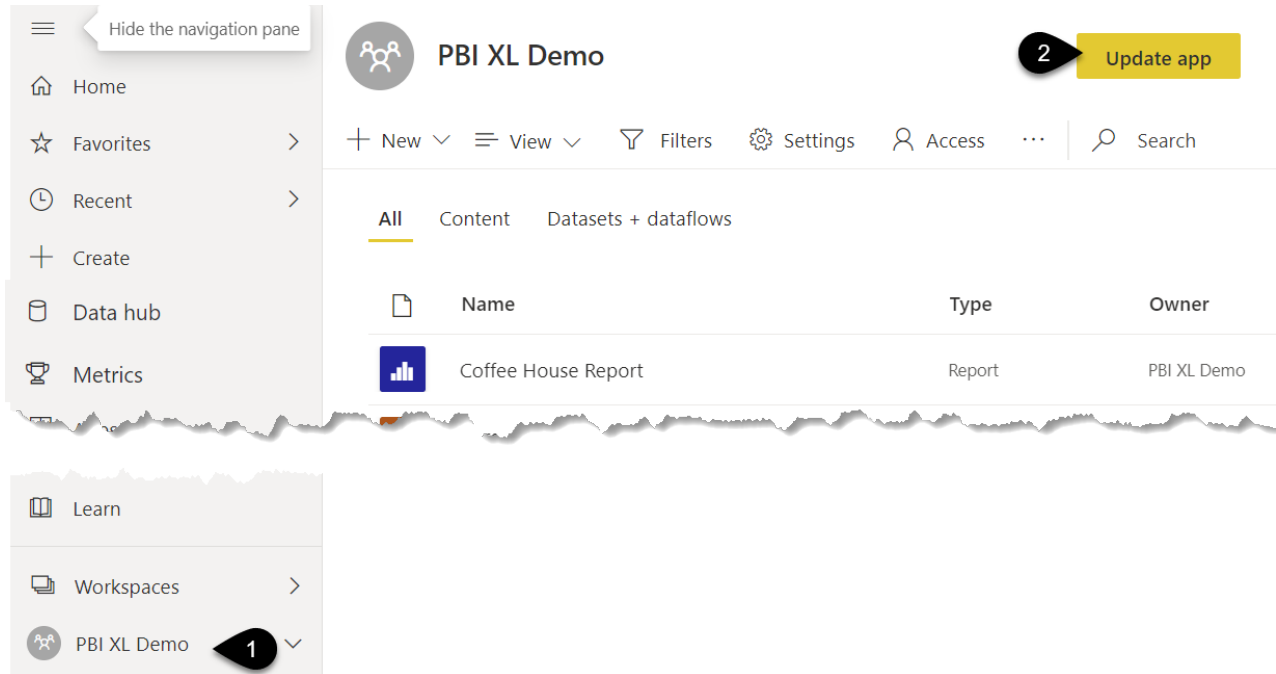 Hide the navigation pane
Home
Favorites
Recent
Create
Data hub
Metrics
Learn
Workspaces
PBI XL Demo
1
PBI XL Demo
2
Update app
New
View
Filters
Settings
Access
...
Search
All
Content
Datasets + dataflows
Name
Type
Owner
Coffee House Report
Report
PBI XL Demo